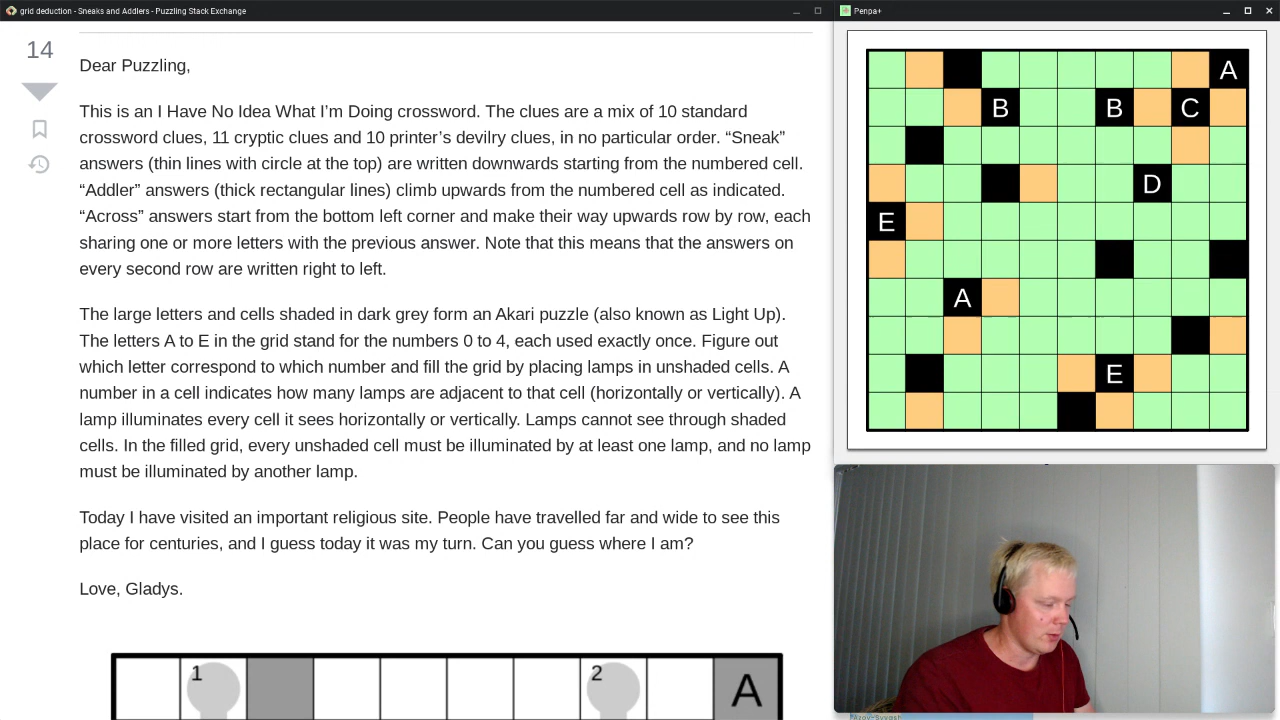 grid deduction - Sneaks and Addlers - Puzzling Stack Exchange
Penpa+
14
Dear Puzzling,
This is an I Have No Idea What I’m Doing crossword. The clues are a mix of 10 standard
crossword clues, 11 cryptic clues and 10 printer’s devilry clues, in no particular order. “Sneak”
answers (thin lines with circle at the top) are written downwards starting from the numbered cell.
“Addler” answers (thick rectangular lines) climb upwards from the numbered cell as indicated.
“Across” answers start from the bottom left corner and make their way upwards row by row, each
sharing one or more letters with the previous answer. Note that this means that the answers on
every second row are written right to left.
The large letters and cells shaded in dark grey form an Akari puzzle (also known as Light Up).
The letters A to E in the grid stand for the numbers 0 to 4, each used exactly once. Figure out
which letter correspond to which number and fill the grid by placing lamps in unshaded cells. A
number in a cell indicates how many lamps are adjacent to that cell (horizontally or vertically). A
lamp illuminates every cell it sees horizontally or vertically. Lamps cannot see through shaded
cells. In the filled grid, every unshaded cell must be illuminated by at least one lamp, and no lamp
must be illuminated by another lamp.
Today I have visited an important religious site. People have travelled far and wide to see this
place for centuries, and I guess today it was my turn. Can you guess where I am?
Love, Gladys.
1 2 A
A
B B C
D
E
A
E